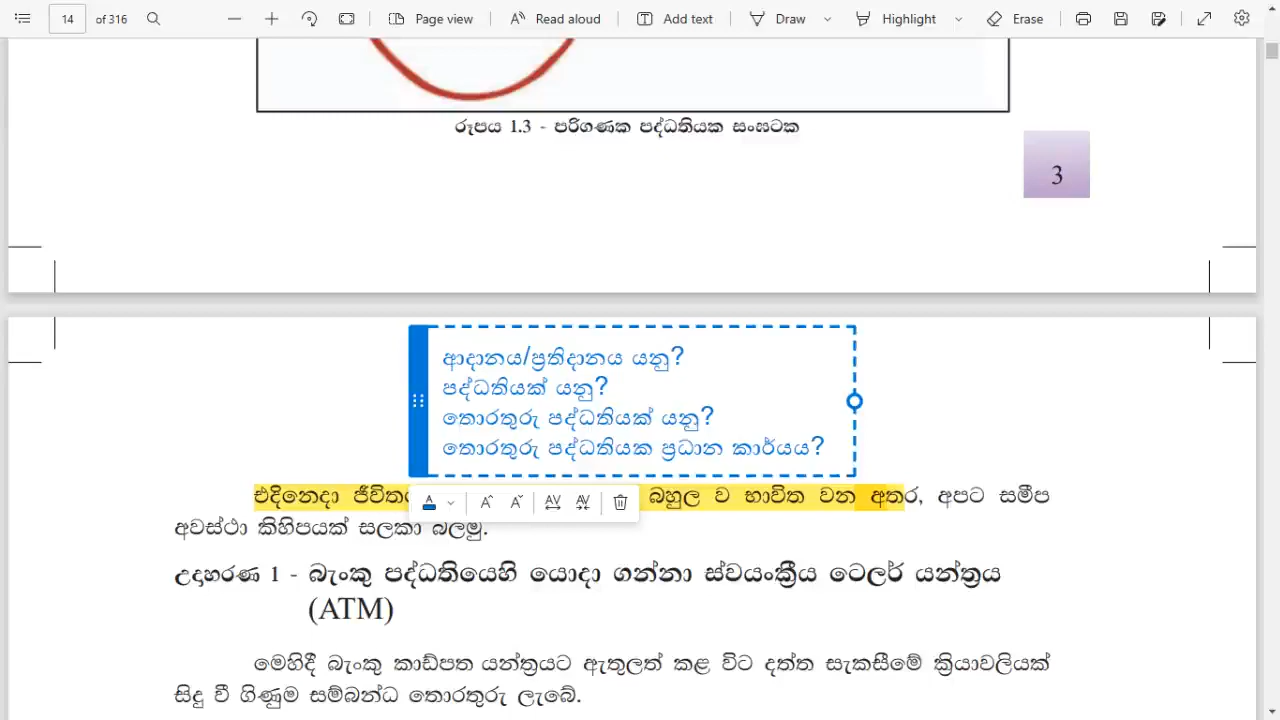 14 of 316 Page view Read aloud Add text Draw Highlight Erase
රූපය 1.3 - පරිගණක පද්ධතියක සංඝටක
3
ආදානය/ප්‍රතිදානය යනු?
පද්ධතියක් යනු?
තොරතුරු පද්ධතියක් යනු?
තොරතුරු පද්ධතියක ප්‍රධාන කාර්යය?
එදිනෙදා බහුල ව භාවිත වන අතර, අපට සමීප
අවස්ථා කිහිපයක් සලකා බලමු.
උදාහරණ 1 - බැංකු පද්ධතියෙහි යොදා ගන්නා ස්වයංක්‍රීය ටෙලර් යන්ත්‍රය
(ATM)
මෙහිදී බැංකු කාඩ්පත යන්ත්‍රයට ඇතුලත් කළ විට දත්ත සැකසීමේ ක්‍රියාවලියක්
සිදු වී ගිණුම සම්බන්ධ තොරතුරු ලැබේ.